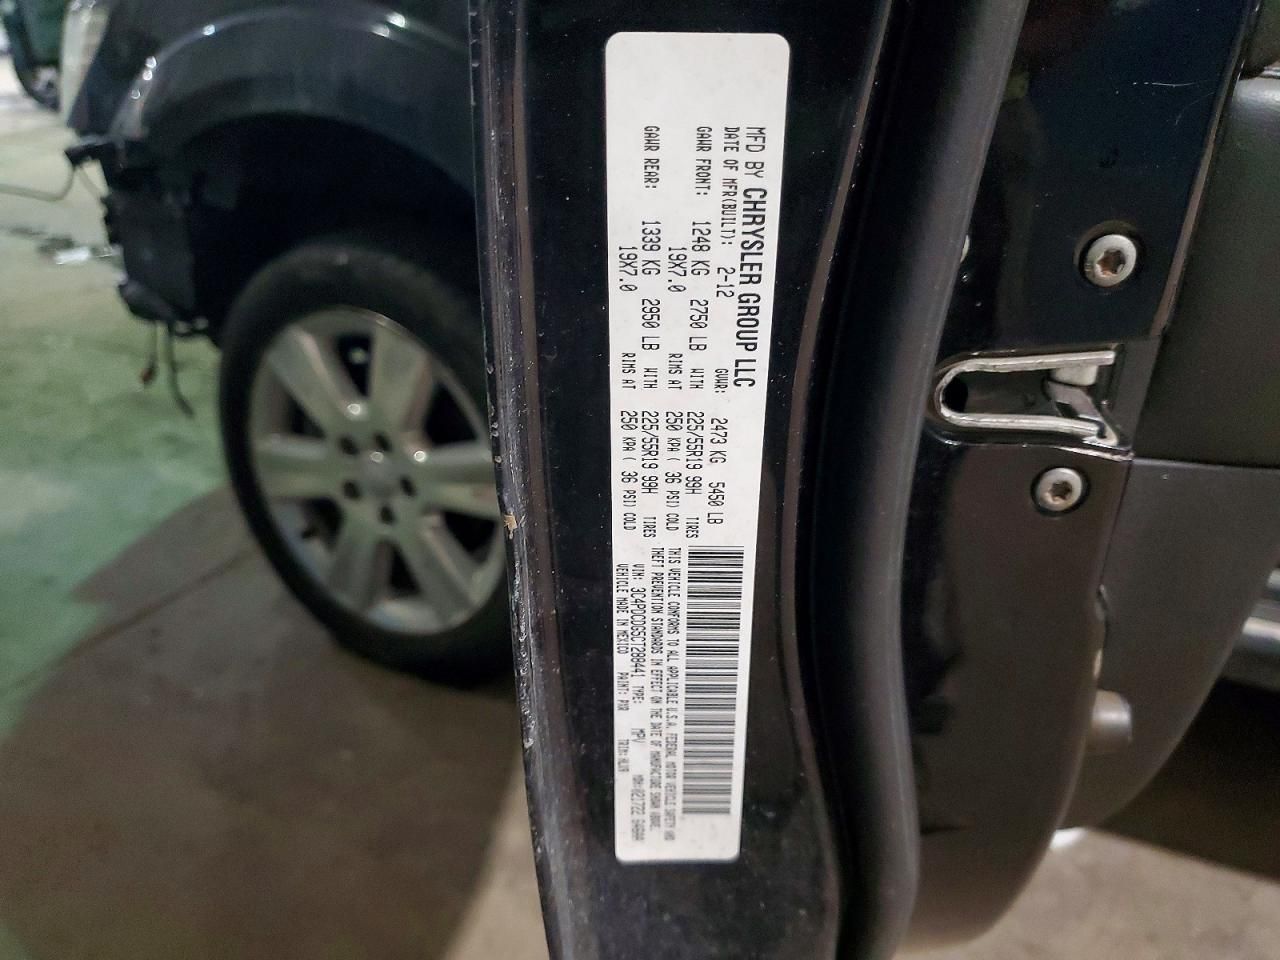 MFD BY CHRYSLER GROUP LLC
DATE OF MFR(BUILT): 2-12 GVWR: 2473 KG 5450 LB
GAWR FRONT: 1248 KG 2750 LB WITH 225/55R19 99H TIRES
19X7.0 RIMS AT 250 KPA ( 36 PSI) COLD
GAWR REAR: 1339 KG 2950 LB WITH 225/55R19 99H TIRES
19X7.0 RIMS AT 250 KPA ( 36 PSI) COLD
THIS VEHICLE CONFORMS TO ALL APPLICABLE U.S.A. FEDERAL MOTOR VEHICLE SAFETY AND
THEFT PREVENTION STANDARDS IN EFFECT ON THE DATE OF MANUFACTURE SHOWN ABOVE.
VIN: 3C4PDCDG5CT288441 TYPE: MPV
VEHICLE MADE IN MEXICO PAINT: PXR TRIM: